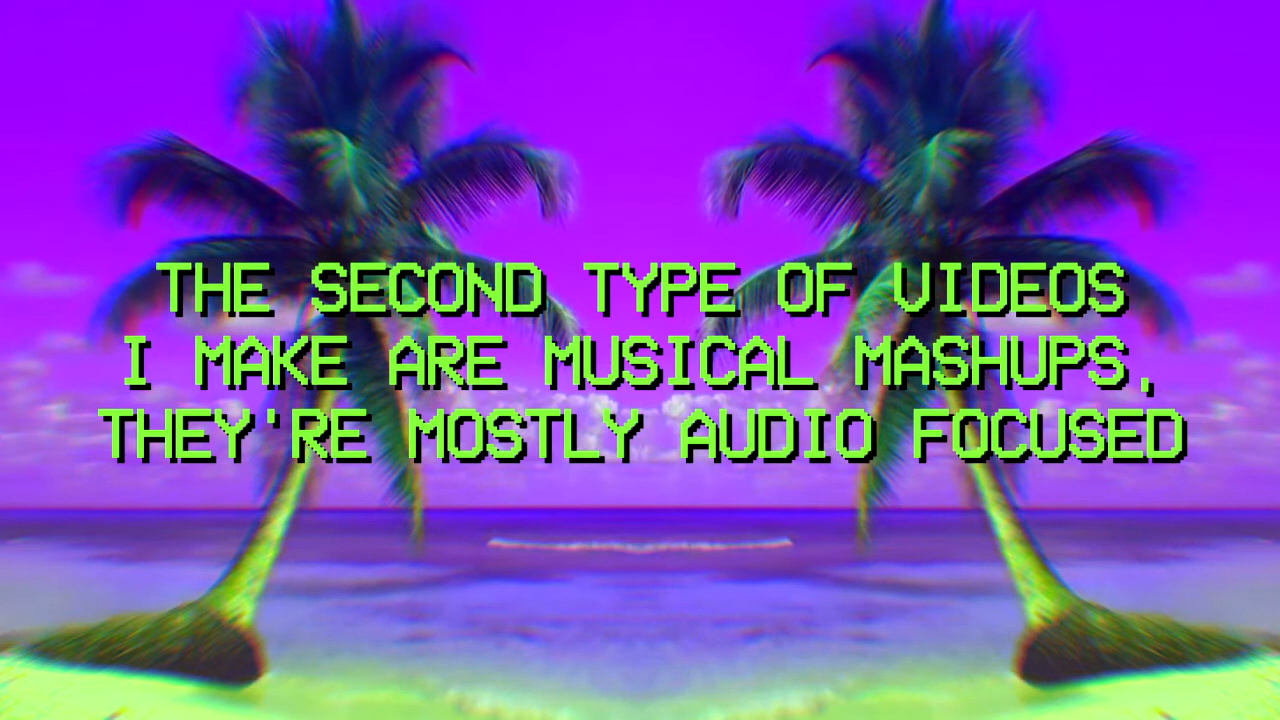 THE SECOND TYPE OF VIDEOS
I MAKE ARE MUSICAL MASHUPS,
THEY'RE MOSTLY AUDIO FOCUSED